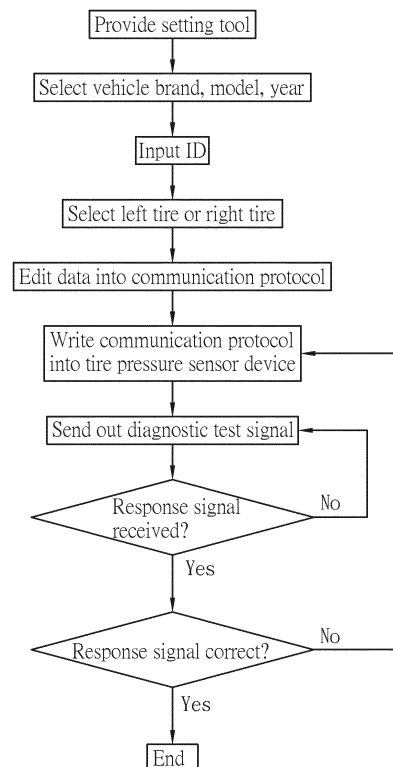 Provide setting tool
Select vehicle brand, model, year
Input ID
Select left tire or right tire
Edit data into communication protocol
Write communication protocol
into tire pressure sensor device
Send out diagnostic test signal
Response signal
received?
No
Yes
Response signal correct?
No
Yes
End